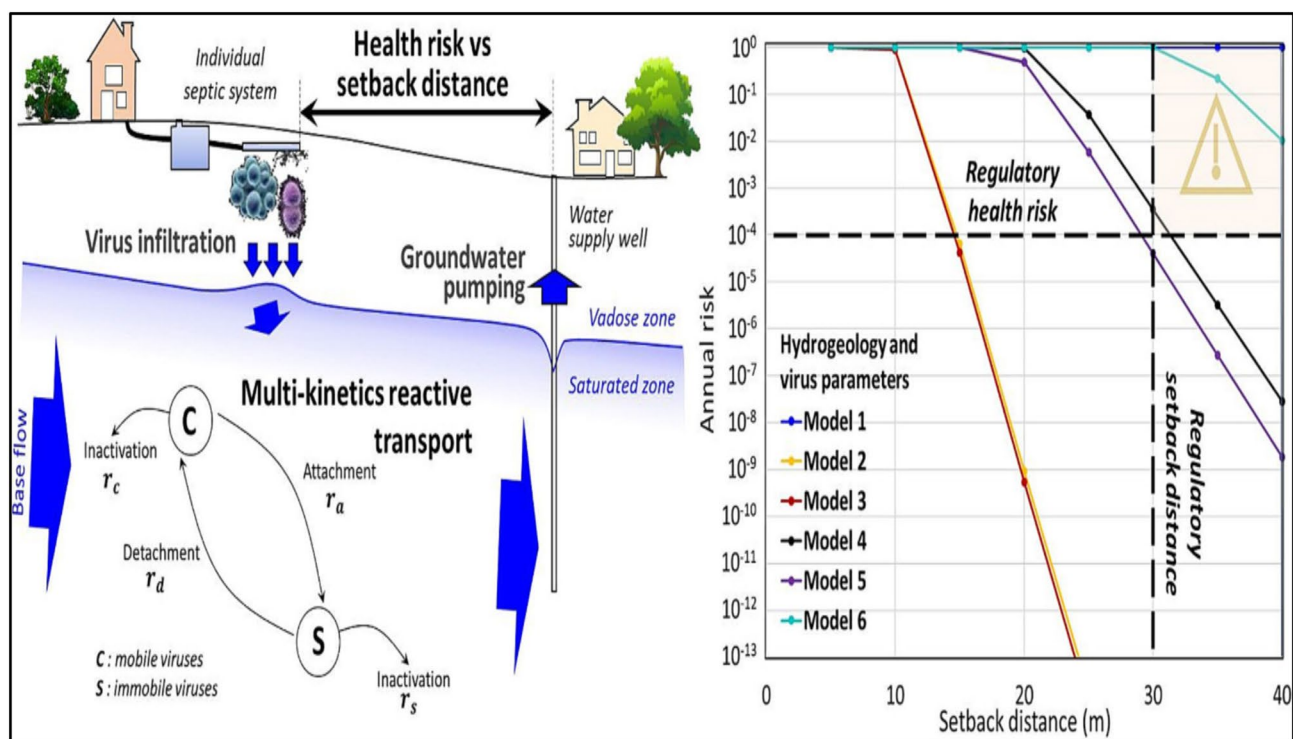 Individual
septic system
Health risk vs
setback distance
Virus infiltration
Groundwater
pumping
Water
supply well
Vadose zone
Saturated zone
Base flow
Multi-kinetics reactive
transport
C
Inactivation
r_c
Attachment
r_a
Detachment
r_d
S
Inactivation
r_s
C : mobile viruses
S : immobile viruses
Annual risk
10^0
10^-1
10^-2
10^-3
10^-4
10^-5
10^-6
10^-7
10^-8
10^-9
10^-10
10^-11
10^-12
10^-13
Regulatory
health risk
Hydrogeology and
virus parameters
Model 1
Model 2
Model 3
Model 4
Model 5
Model 6
Regulatory
setback distance
!
0 10 20 30 40
Setback distance (m)